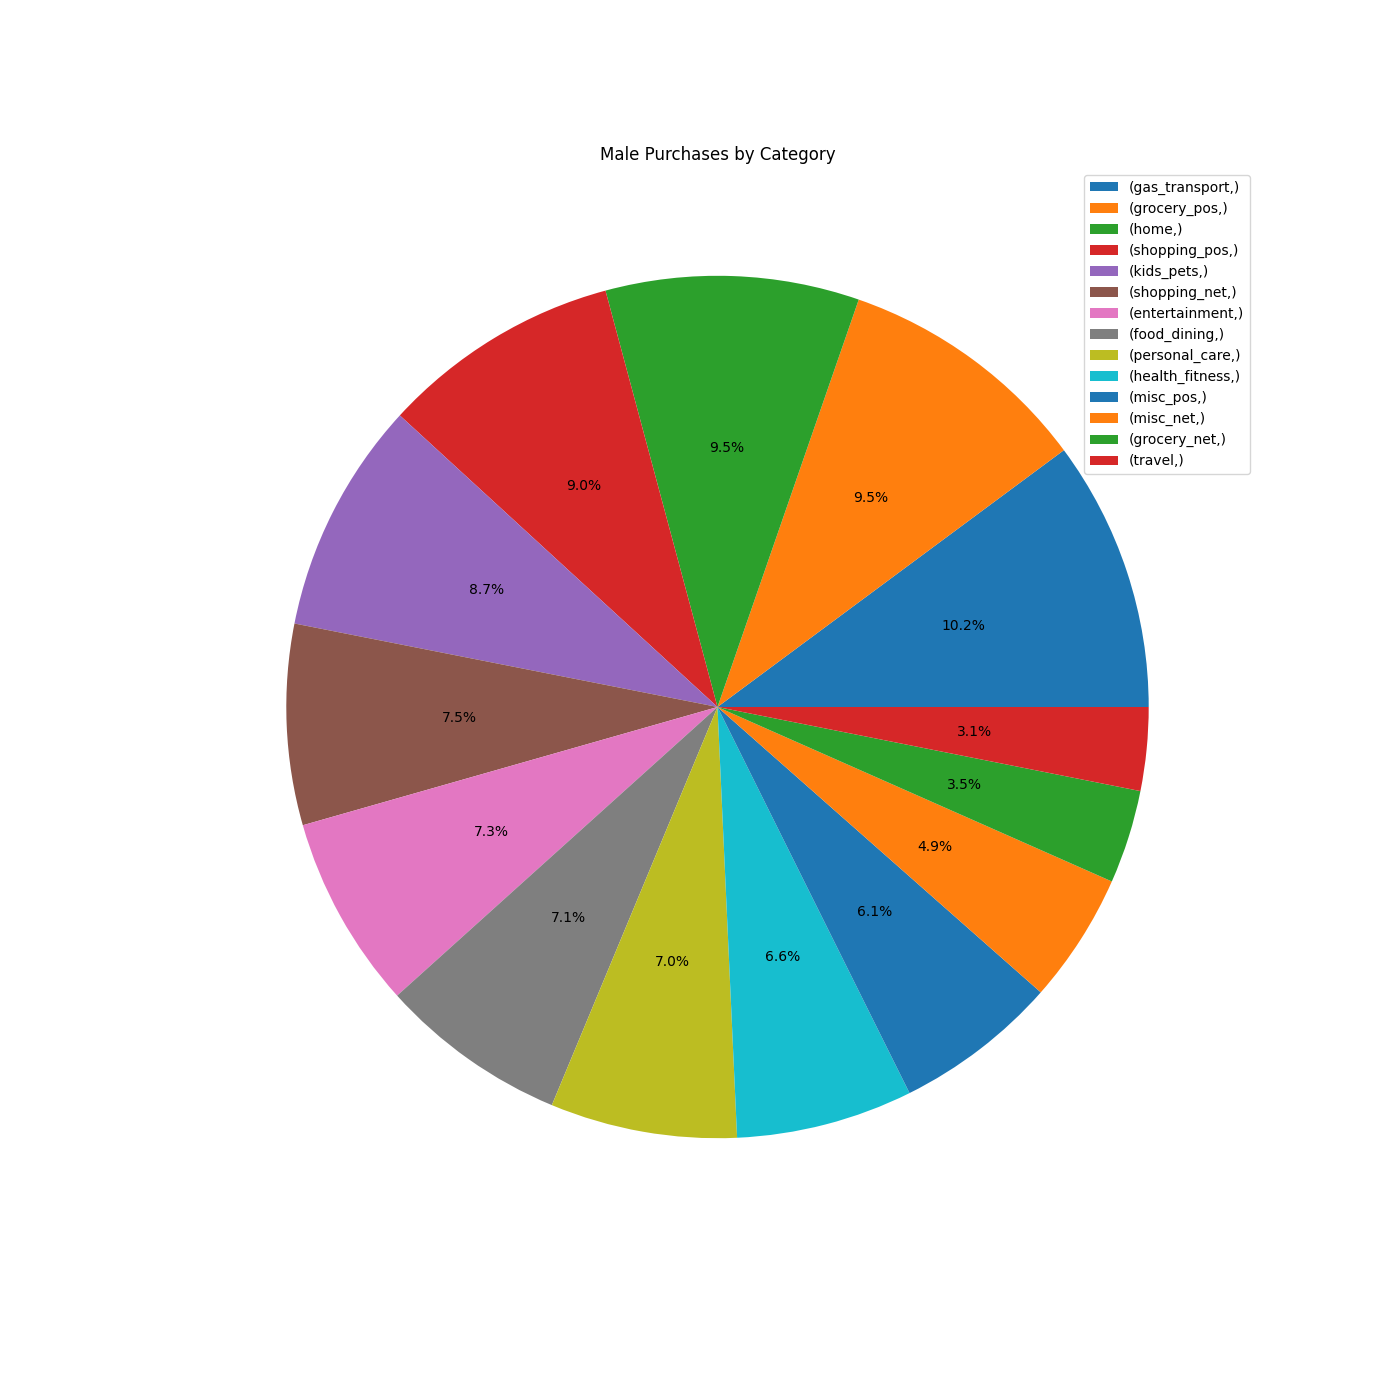 Male Purchases by Category
(gas_transport,)
(grocery_pos,)
(home,)
(shopping_pos,)
(kids_pets,)
(shopping_net,)
(entertainment,)
(food_dining,)
(personal_care,)
(health_fitness,)
(misc_pos,)
(misc_net,)
(grocery_net,)
(travel,)
9.5%
9.0%
9.5%
8.7%
10.2%
7.5%
3.1%
3.5%
7.3%
4.9%
7.1%
6.1%
7.0%
6.6%